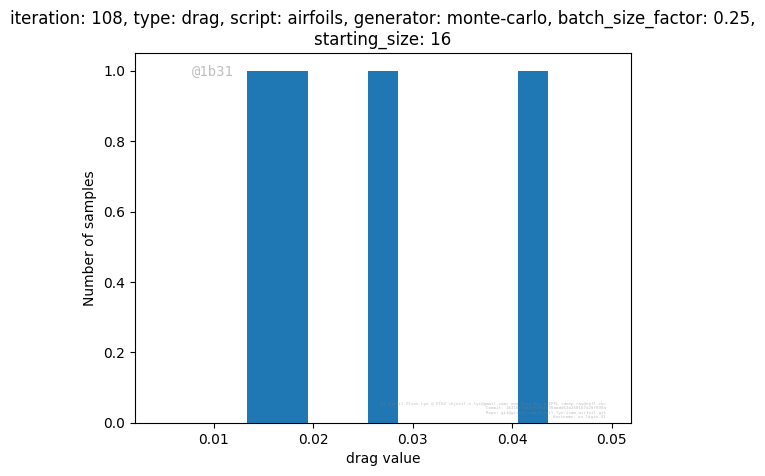 iteration: 108, type: drag, script: airfoils, generator: monte-carlo, batch_size_factor: 0.25,
starting_size: 16
@1b31
1.0
0.8
0.6
0.4
0.2
0.0
Number of samples
0.01 0.02 0.03 0.04 0.05
drag value